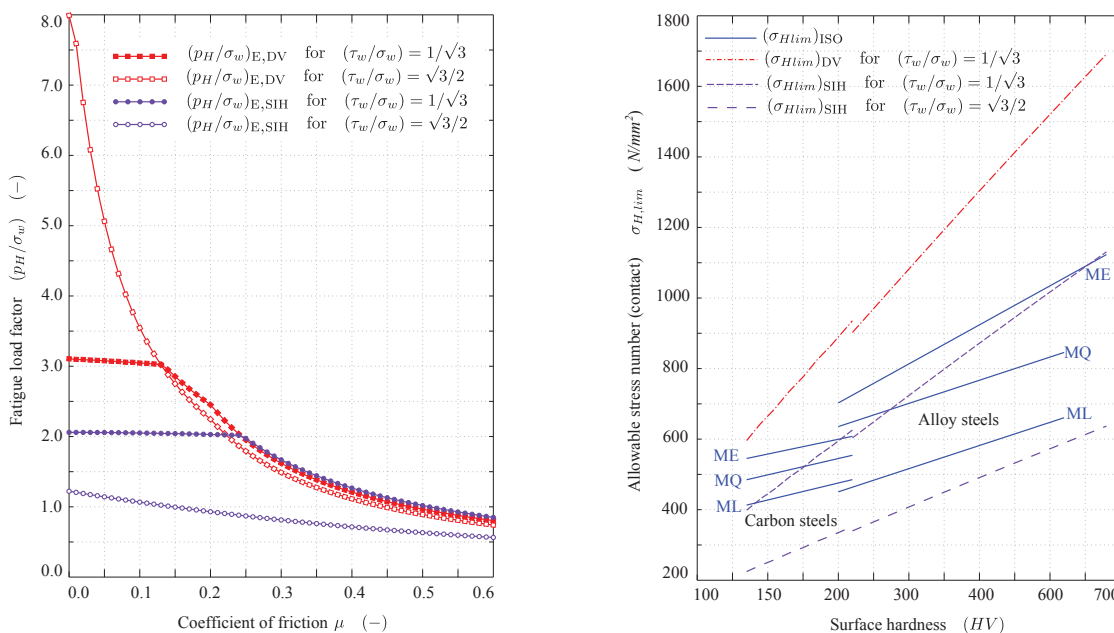 8.0
7.0
6.0
5.0
4.0
3.0
2.0
1.0
0.0
0.0 0.1 0.2 0.3 0.4 0.5 0.6
Fatigue load factor (p_H/σ_w) (−)
Coefficient of friction μ (−)
(p_H/σ_w)_E,DV for (τ_w/σ_w) = 1/√3
(p_H/σ_w)_E,DV for (τ_w/σ_w) = √3/2
(p_H/σ_w)_E,SIH for (τ_w/σ_w) = 1/√3
(p_H/σ_w)_E,SIH for (τ_w/σ_w) = √3/2
1800
1600
1400
1200
1000
800
600
400
200
100 150 200 300 400 500 600 700
Allowable stress number (contact) σ_H,lim (N/mm²)
Surface hardness (HV)
(σ_Hlim)_ISO
(σ_Hlim)_DV for (τ_w/σ_w) = 1/√3
(σ_Hlim)_SIH for (τ_w/σ_w) = 1/√3
(σ_Hlim)_SIH for (τ_w/σ_w) = √3/2
ME
MQ
ML
Alloy steels
ME
MQ
ML
Carbon steels